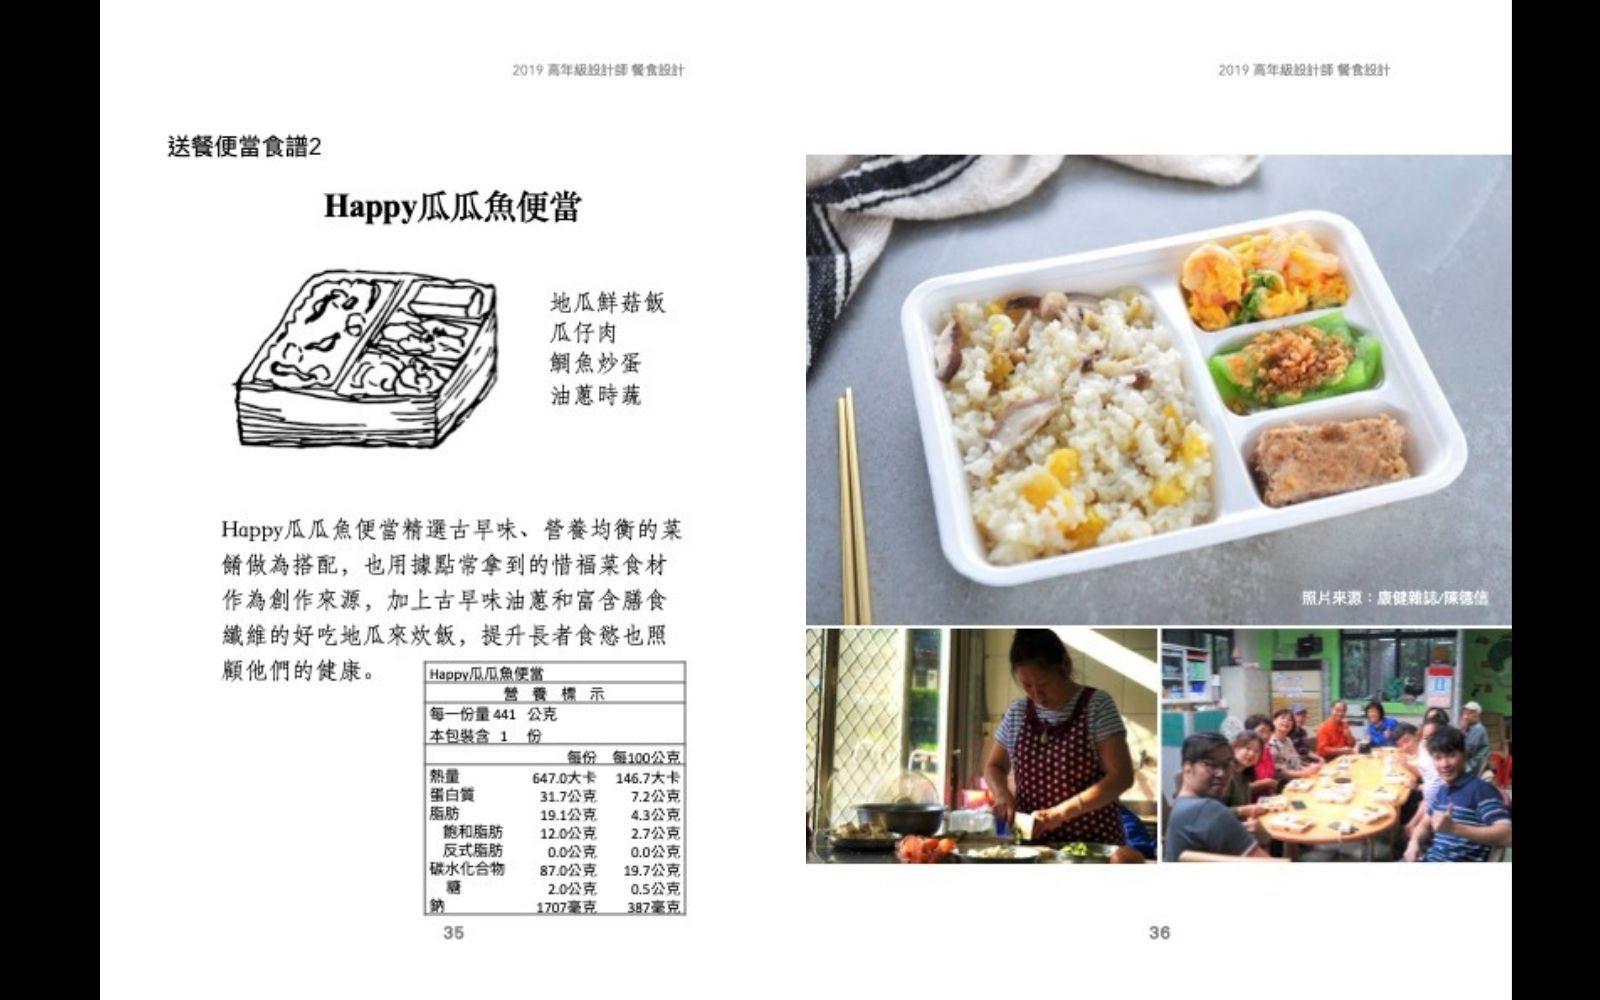 2019 高年級設計師 餐食設計
送餐便當食譜2
Happy瓜瓜魚便當
地瓜鮮菇飯
瓜仔肉
鯛魚炒蛋
油蔥時蔬
Happy瓜瓜魚便當精選古早味、營養均衡的菜
餚做為搭配，也用據點常拿到的惜福菜食材
作為創作來源，加上古早味油蔥和富含膳食
纖維的好吃地瓜來炊飯，提升長者食慾也照
顧他們的健康。
Happy瓜瓜魚便當
營 養 標 示
每一份量 441 公克
本包裝含 1 份
每份 每100公克
熱量 647.0大卡 146.7大卡
蛋白質 31.7公克 7.2公克
脂肪 19.1公克 4.3公克
飽和脂肪 12.0公克 2.7公克
反式脂肪 0.0公克 0.0公克
碳水化合物 87.0公克 19.7公克
糖 2.0公克 0.5公克
鈉 1707毫克 387毫克
35
2019 高年級設計師 餐食設計
照片來源：康健雜誌/陳德信
36